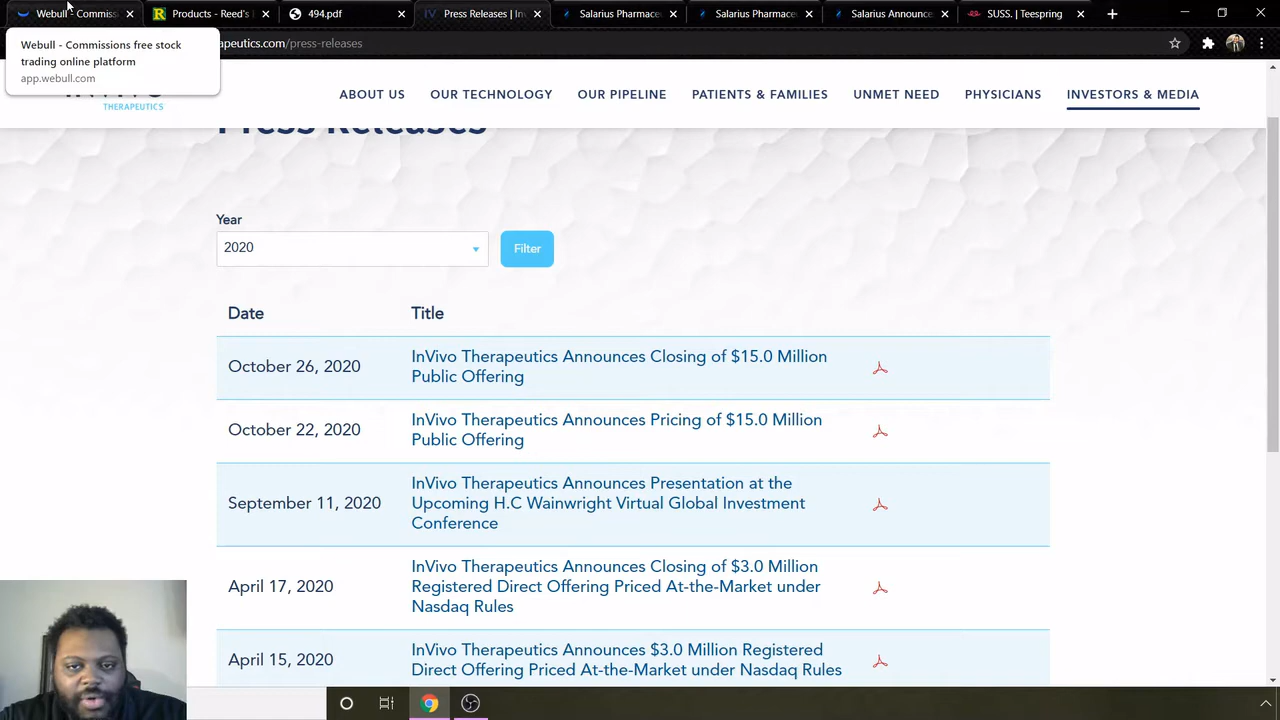 Webull - Commiss
Products - Reed's
494.pdf
Press Releases | In
Salarius Pharmace
Salarius Pharmace
Salarius Announce
SUSS. | Teespring
Webull - Commissions free stock
trading online platform
app.webull.com
apeutics.com/press-releases
INVIVO
THERAPEUTICS
ABOUT US
OUR TECHNOLOGY
OUR PIPELINE
PATIENTS & FAMILIES
UNMET NEED
PHYSICIANS
INVESTORS & MEDIA
Press Releases
Year
2020
Filter
Date
Title
October 26, 2020
InVivo Therapeutics Announces Closing of $15.0 Million
Public Offering
October 22, 2020
InVivo Therapeutics Announces Pricing of $15.0 Million
Public Offering
September 11, 2020
InVivo Therapeutics Announces Presentation at the
Upcoming H.C Wainwright Virtual Global Investment
Conference
April 17, 2020
InVivo Therapeutics Announces Closing of $3.0 Million
Registered Direct Offering Priced At-the-Market under
Nasdaq Rules
April 15, 2020
InVivo Therapeutics Announces $3.0 Million Registered
Direct Offering Priced At-the-Market under Nasdaq Rules